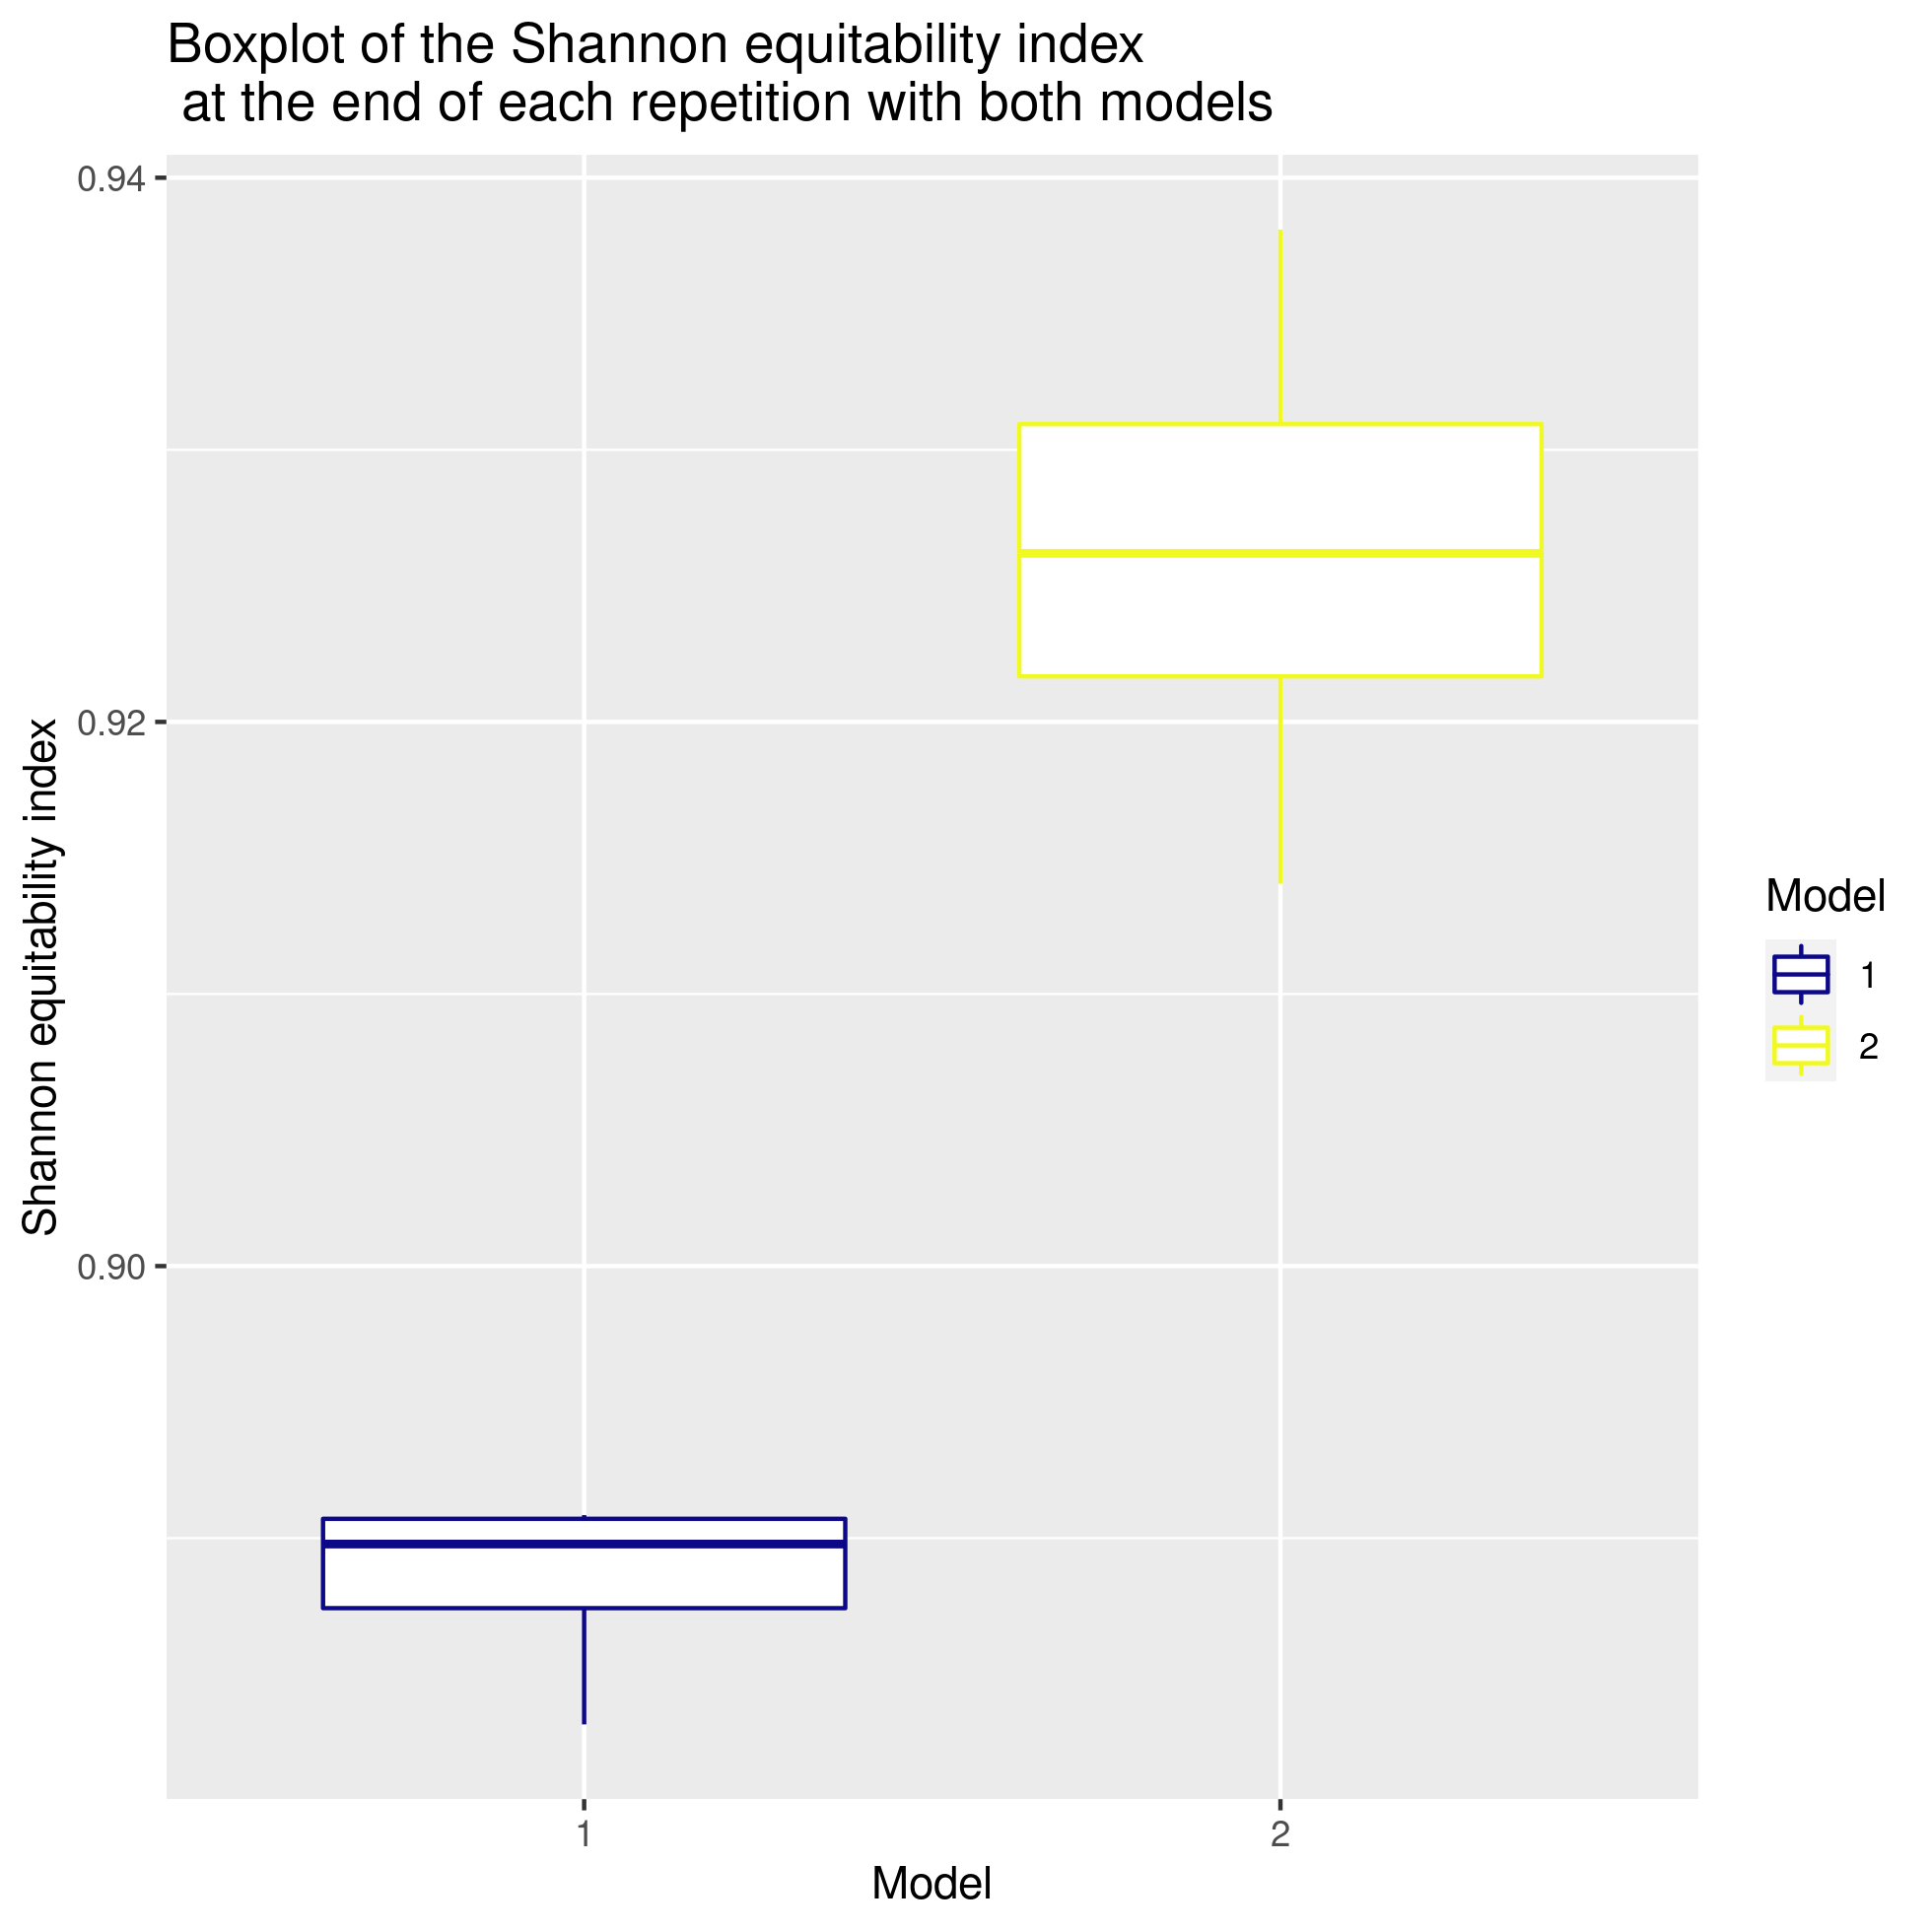 Boxplot of the Shannon equitability index
at the end of each repetition with both models
0.94
0.92
0.90
Shannon equitability index
1
2
Model
Model
1
2